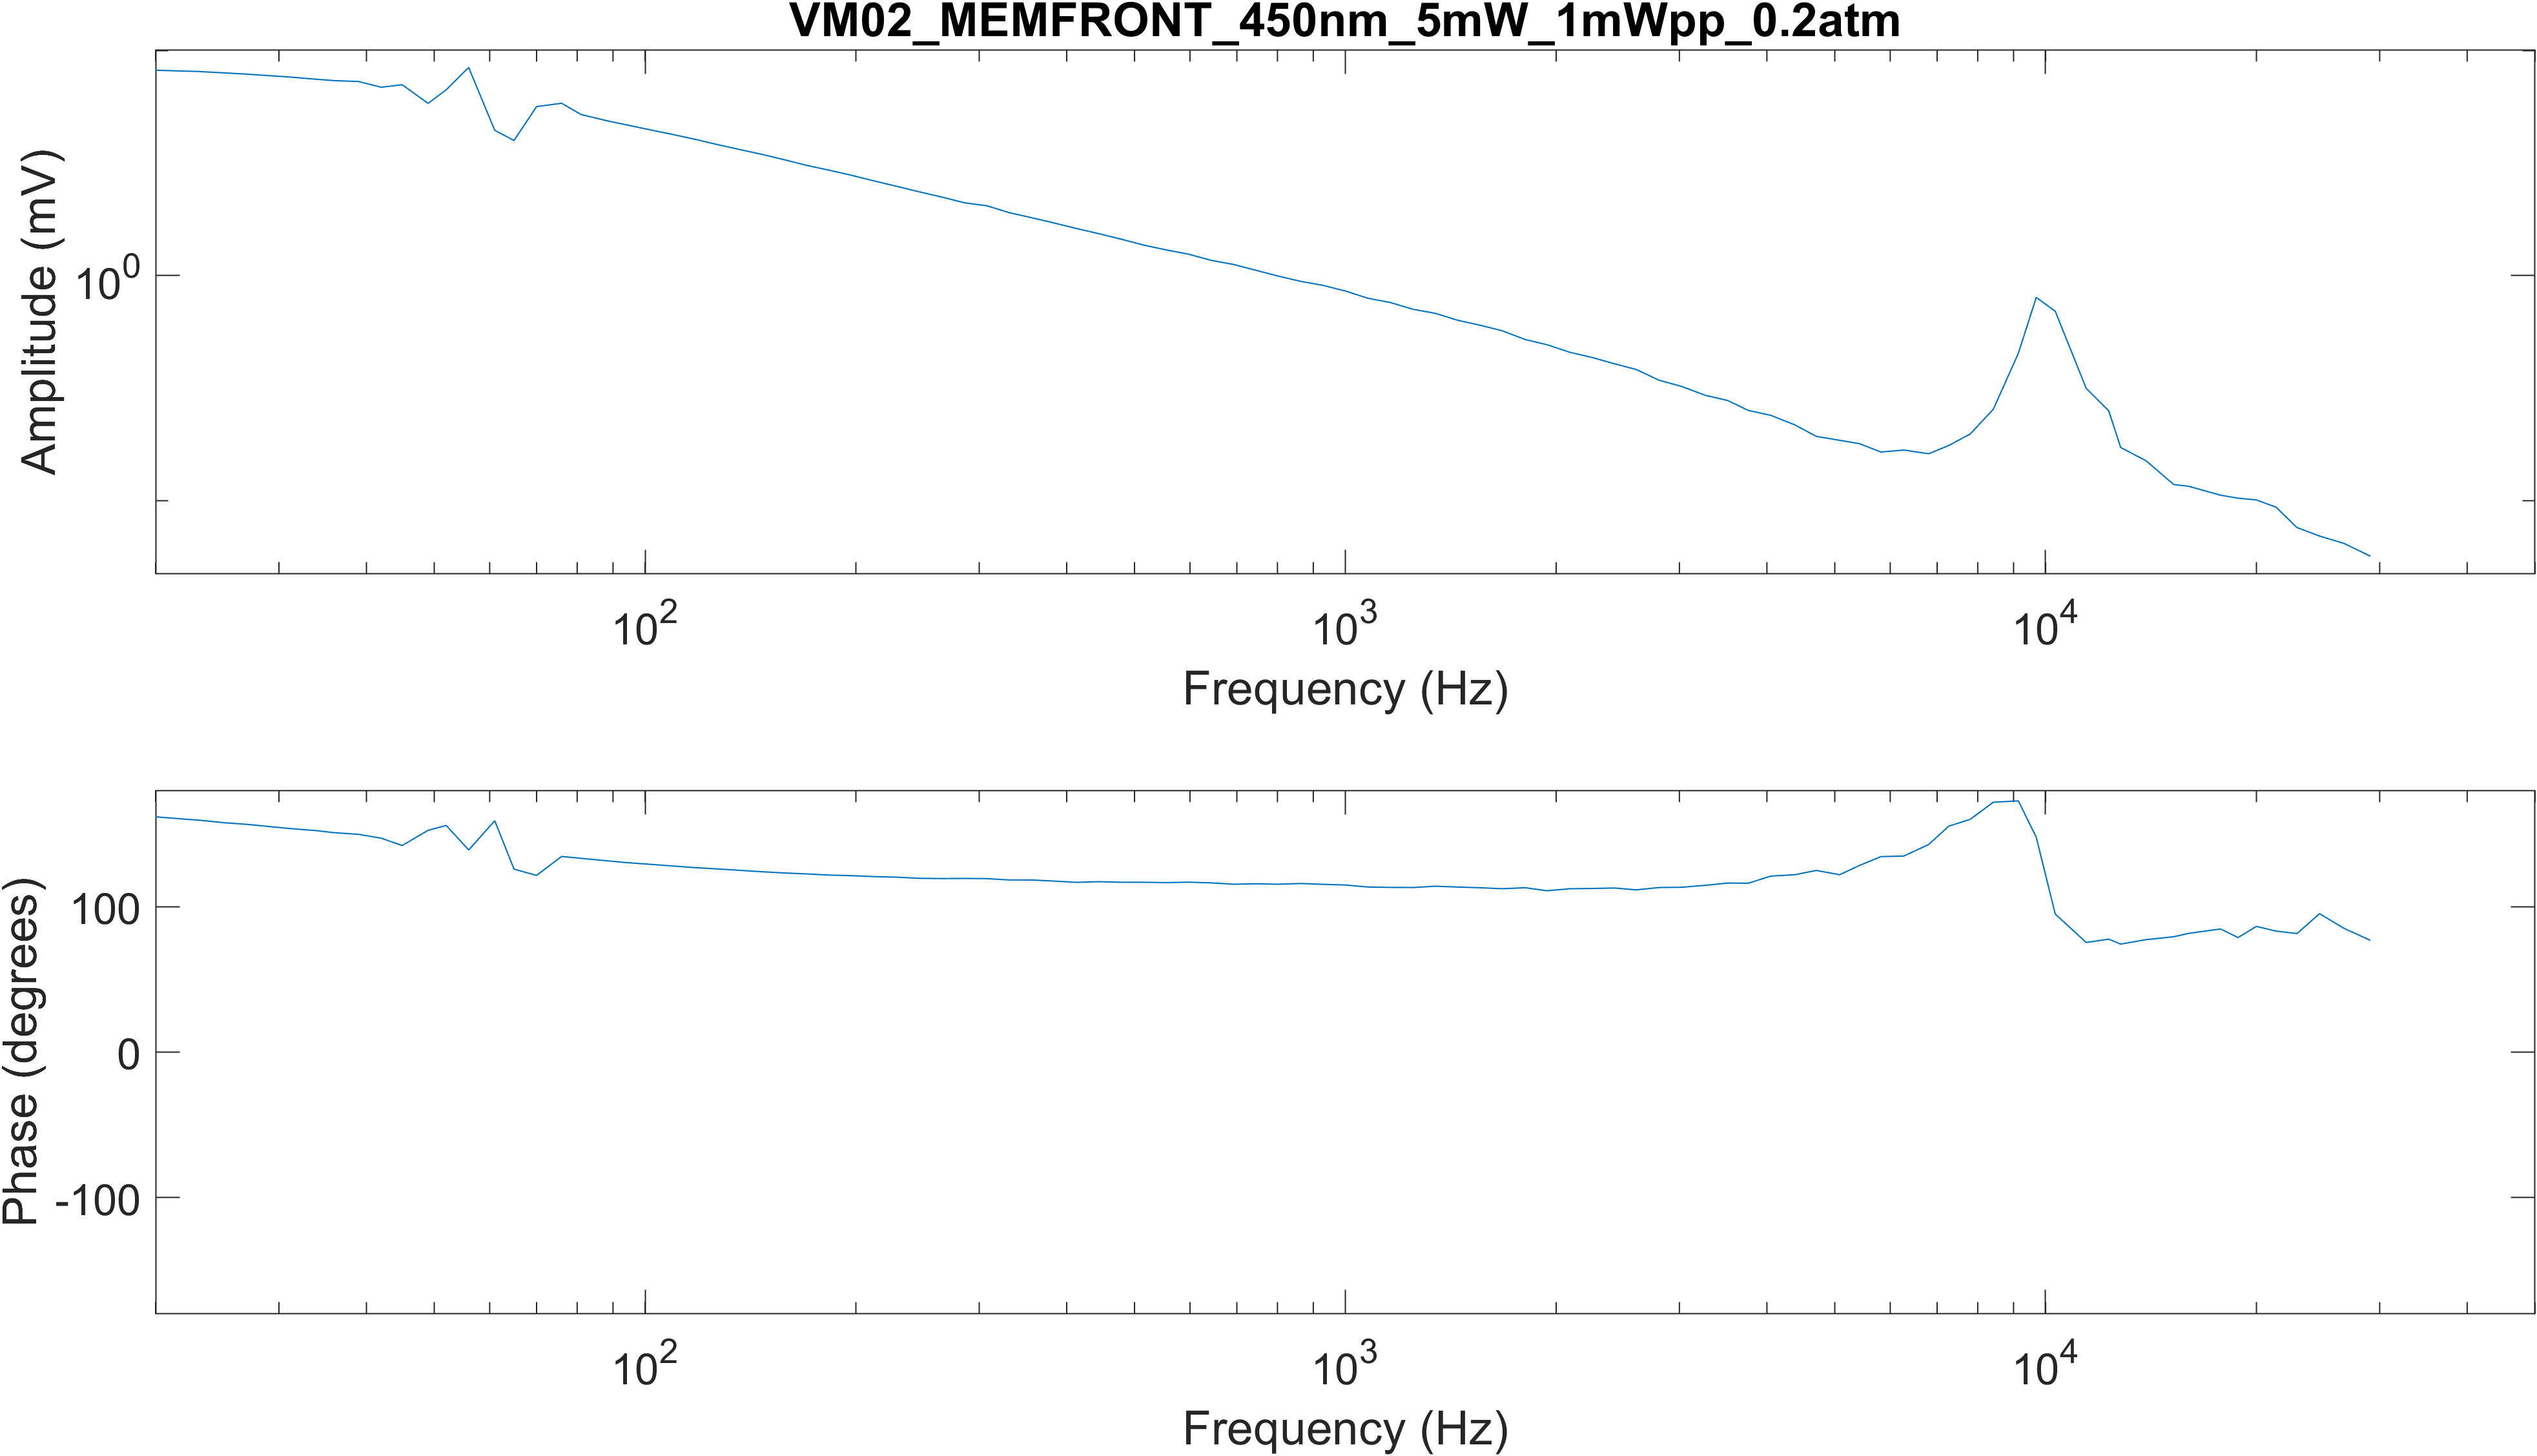 VM02_MEMFRONT_450nm_5mW_1mWpp_0.2atm
Amplitude (mV)
10^0
10^2 10^3 10^4
Frequency (Hz)
Phase (degrees)
100
0
-100
10^2 10^3 10^4
Frequency (Hz)